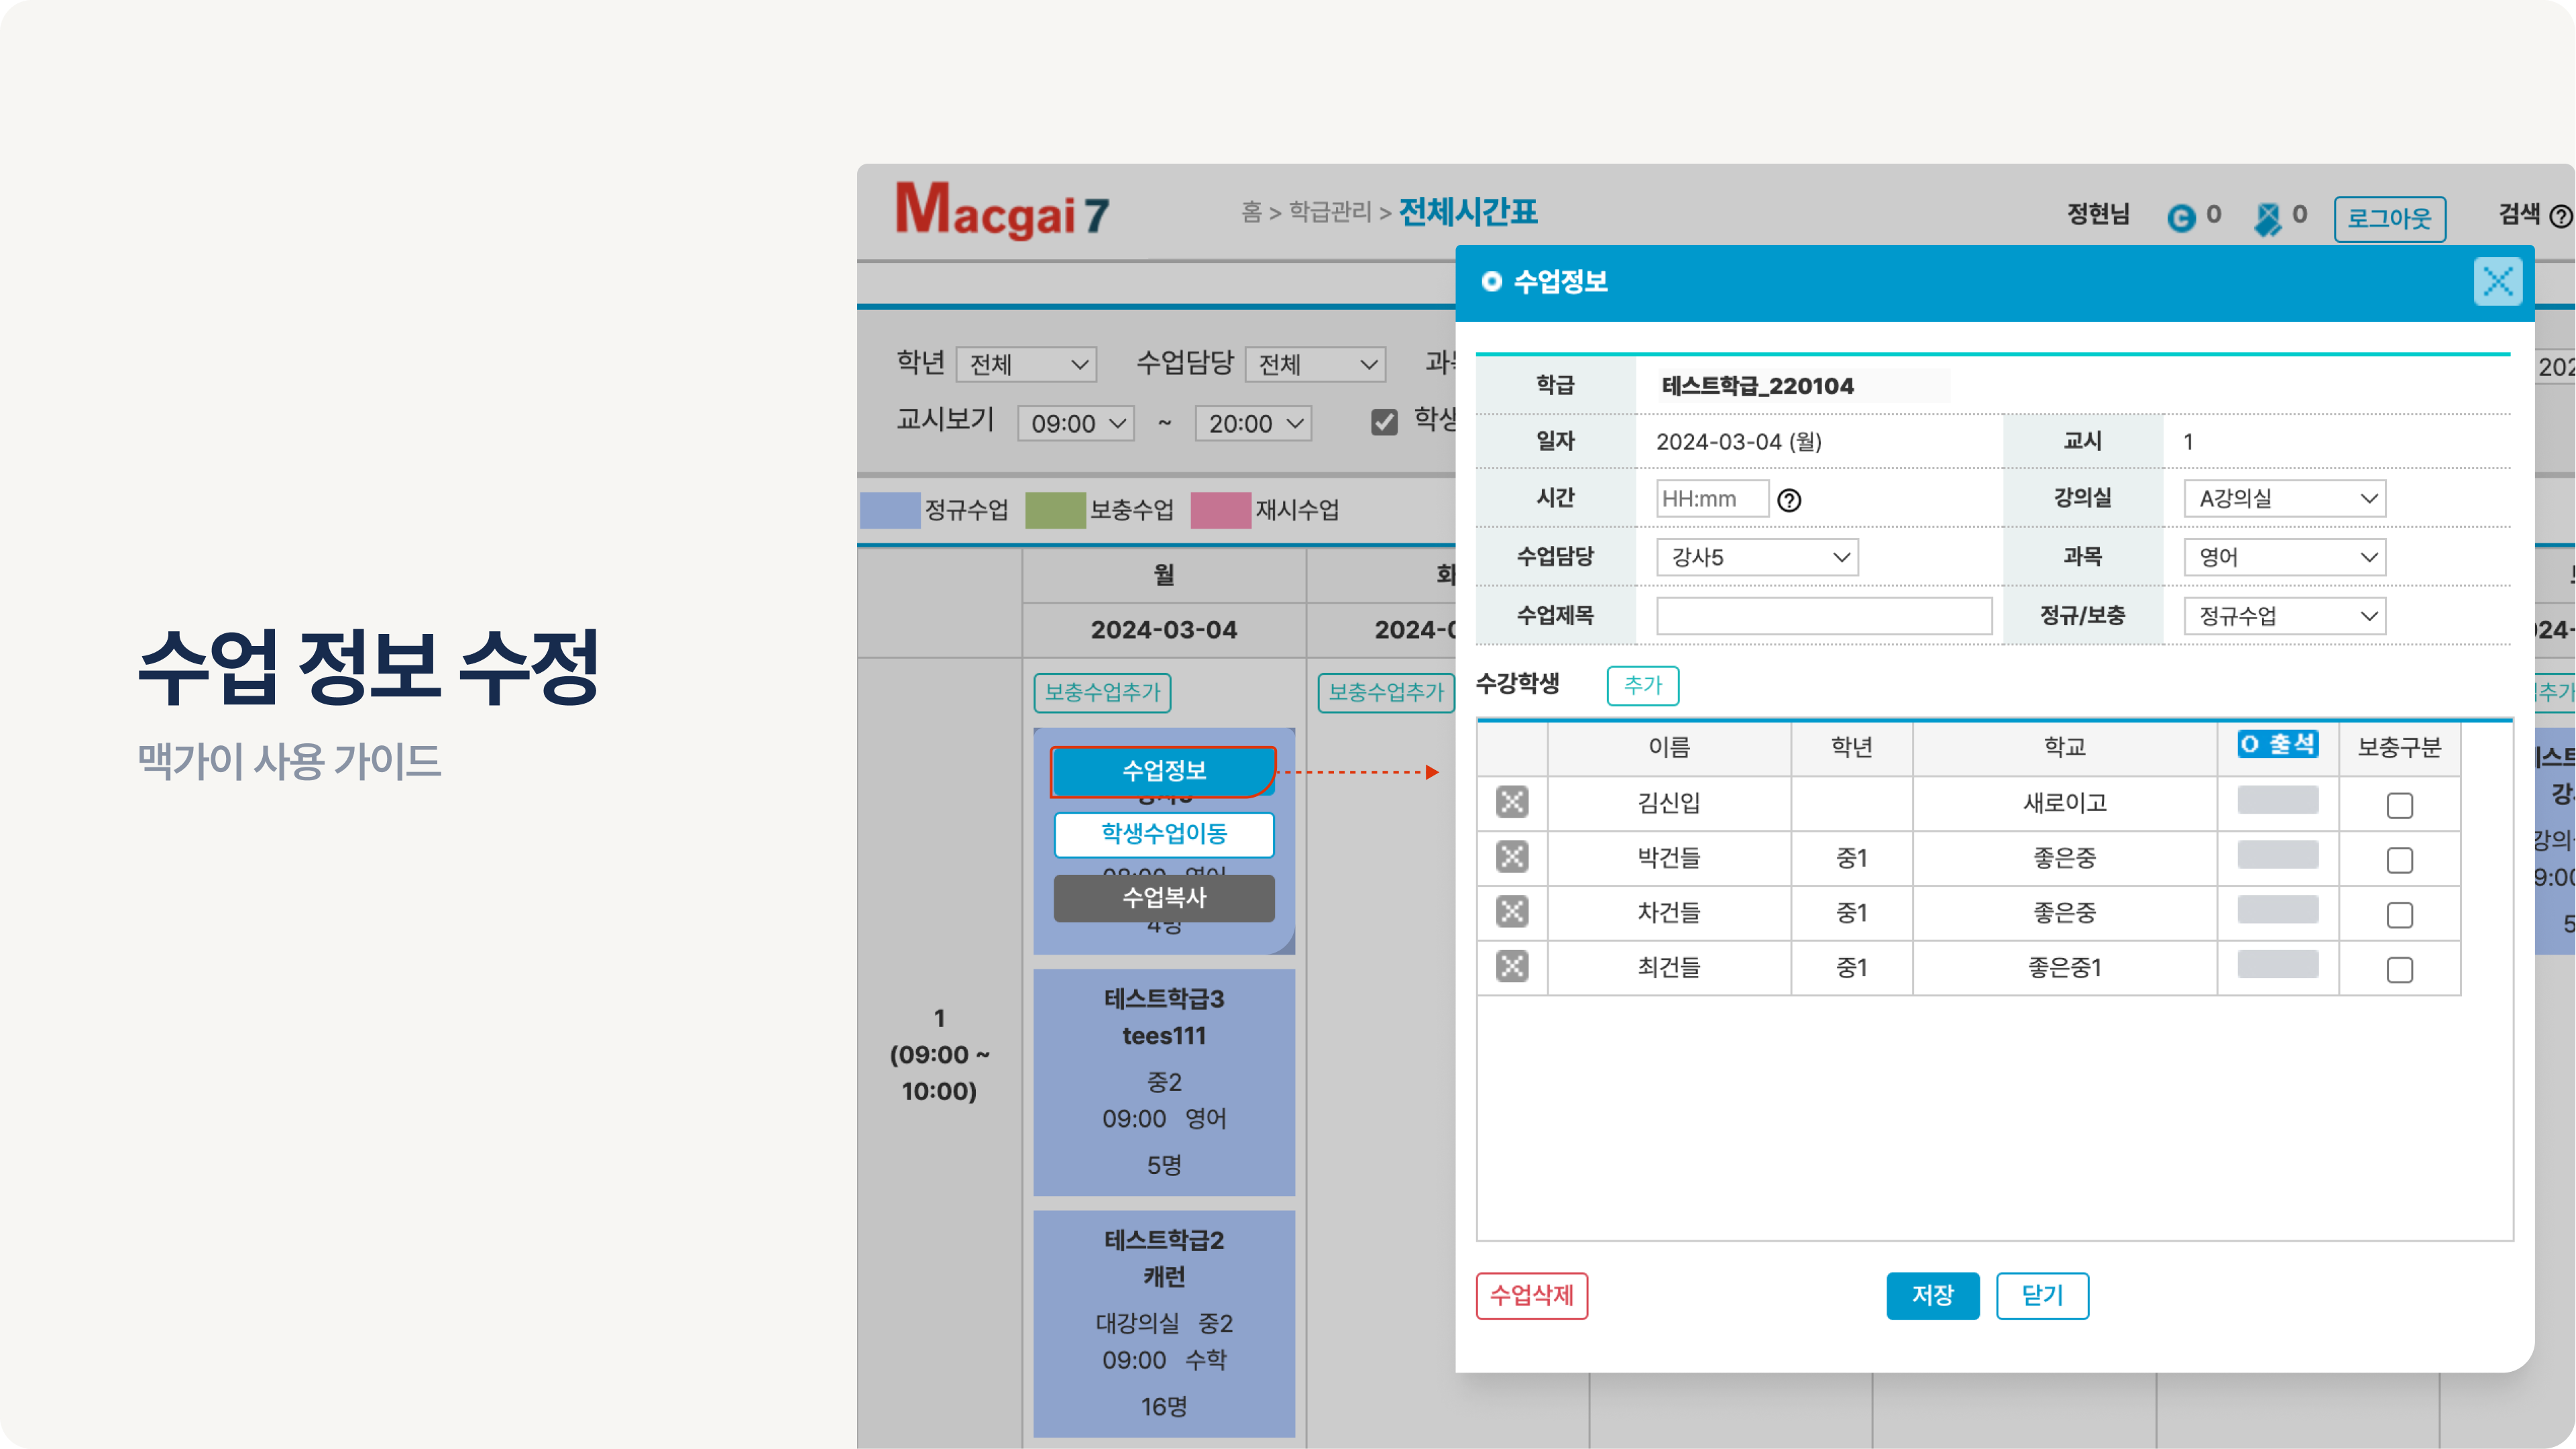 수업 정보 수정
맥가이 사용 가이드
Macgai 7
홈 > 학급관리 > 전체시간표
정현님 0 0 로그아웃 검색
학년 전체 수업담당 전체
교시보기 09:00 ~ 20:00
정규수업 보충수업 재시수업
월
2024-03-04
보충수업추가 보충수업추가
수업정보
학생수업이동
수업복사
4명
1
(09:00 ~
10:00)
테스트학급3
tees111
중2
09:00 영어
5명
테스트학급2
캐런
대강의실 중2
09:00 수학
16명
수업정보
학급 테스트학급_220104
일자 2024-03-04 (월) 교시 1
시간 HH:mm 강의실 A강의실
수업담당 강사5 과목 영어
수업제목 정규/보충 정규수업
수강학생 추가
이름 학년 학교 O 출석 보충구분
김신입 새로이고
박건들 중1 좋은중
차건들 중1 좋은중
최건들 중1 좋은중1
수업삭제 저장 닫기